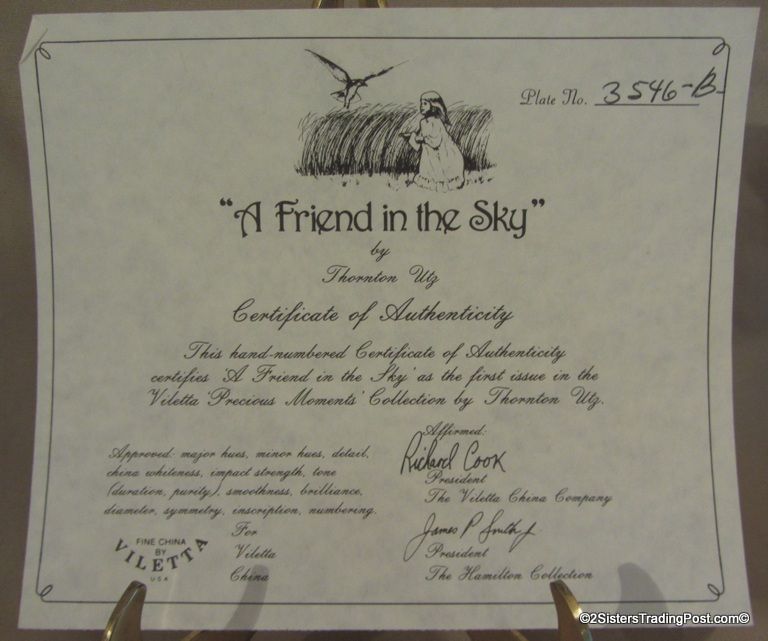 Plate No. 3546-B
"A Friend in the Sky"
by
Thornton Utz
Certificate of Authenticity
This hand-numbered Certificate of Authenticity
certifies 'A Friend in the Sky' as the first issue in the
Viletta 'Precious Moments' Collection by Thornton Utz.
Approved: major hues, minor hues, detail,
china whiteness, impact strength, tone
(duration, purity), smoothness, brilliance,
diameter, symmetry, inscription, numbering.
For
Viletta
China
FINE CHINA
BY
VILETTA
USA
Affirmed:
Richard Cook
President
The Viletta China Company
James P Smith Jr.
President
The Hamilton Collection
©2SistersTradingPost.com©